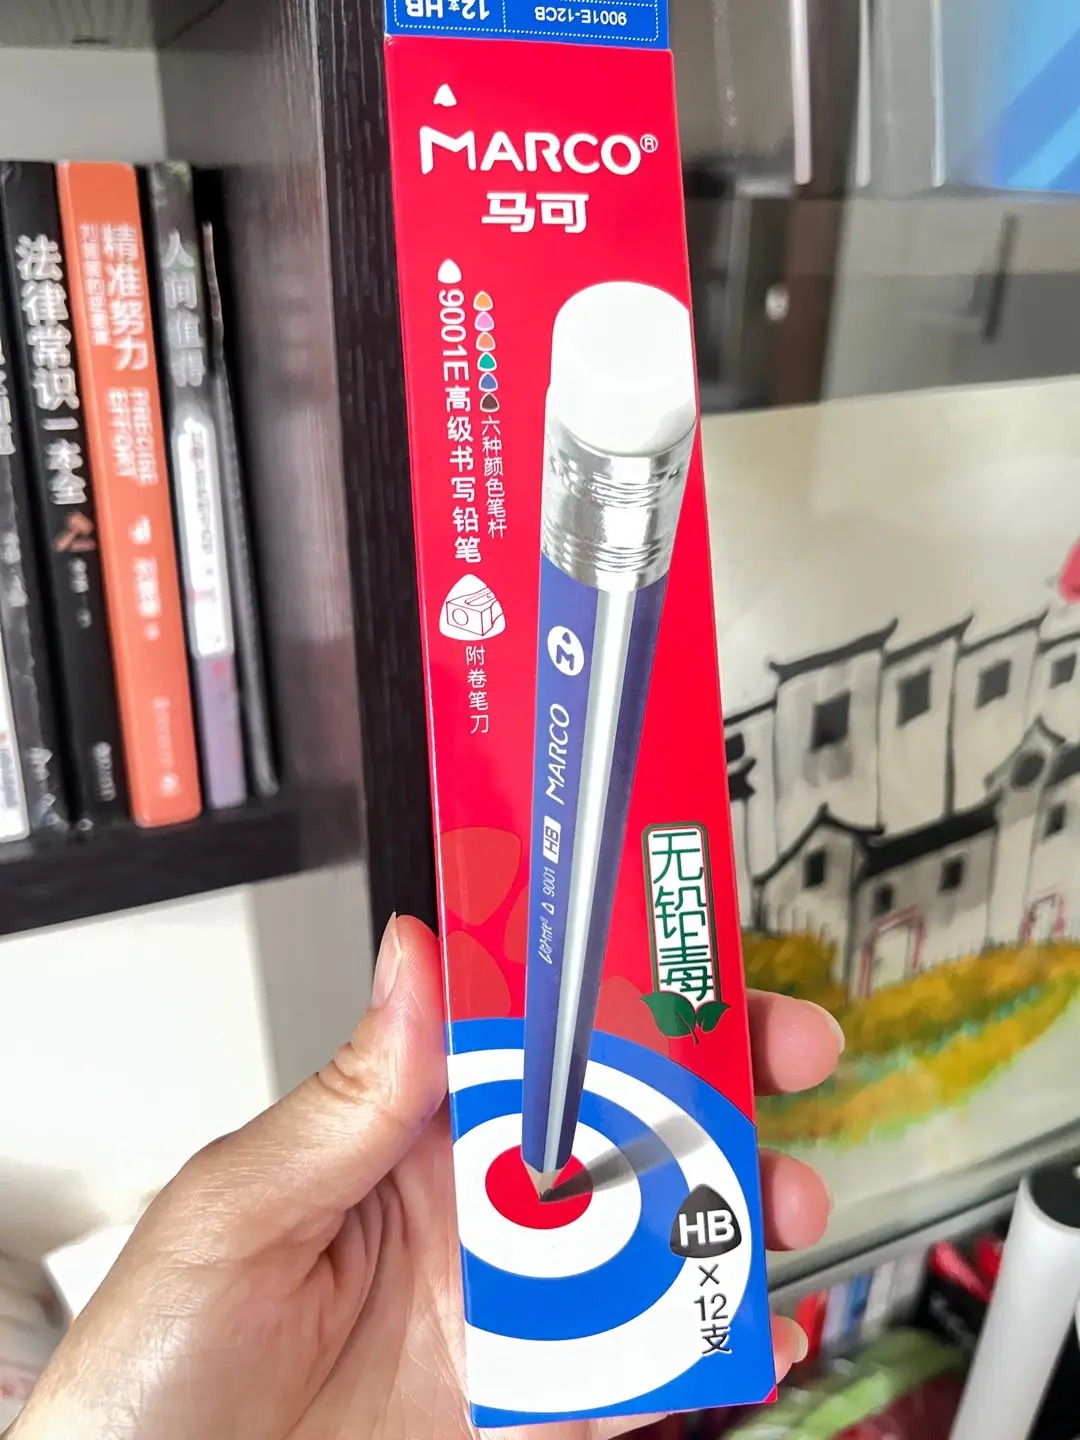 12支 HB
9001E-12CB
MARCO®
马可
9001E高级书写铅笔
六种颜色笔杆
附卷笔刀
MARCO
HB
9001
无铅毒
HB
×
12支
法律常识一本全
精准努力
PRECISE EFFORT
人间值得